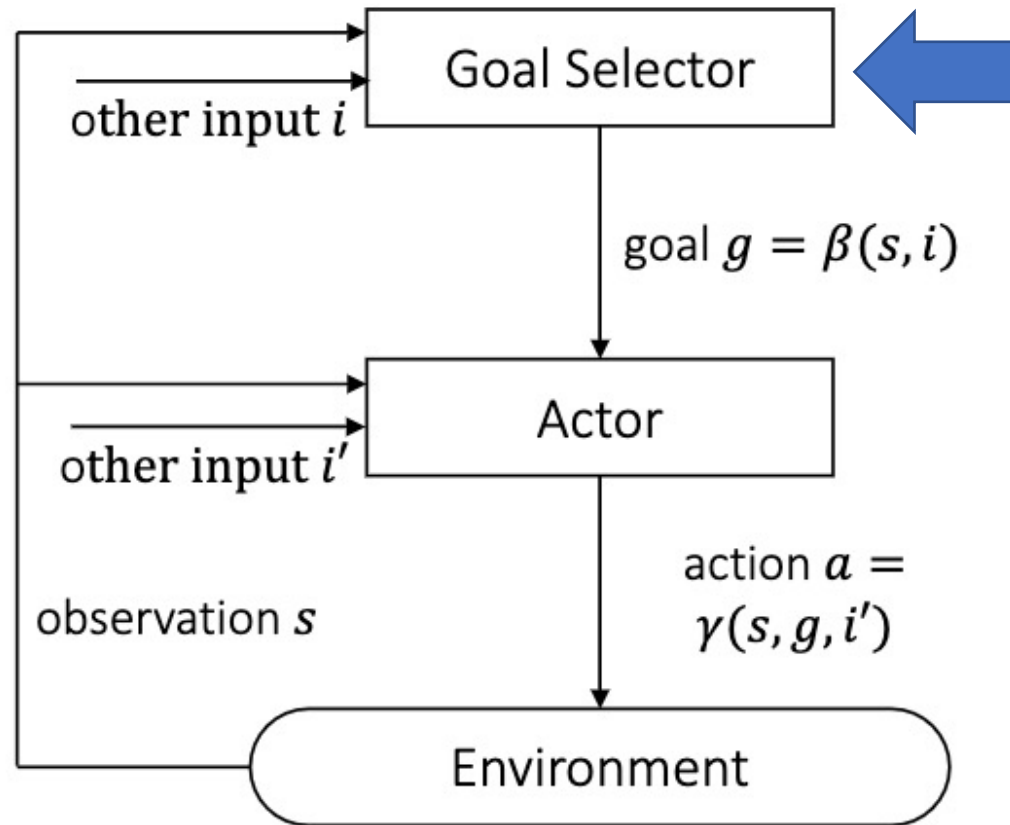 Goal Selector
other input i
goal g = β(s, i)
Actor
other input i′
action a =
γ(s, g, i′)
observation s
Environment